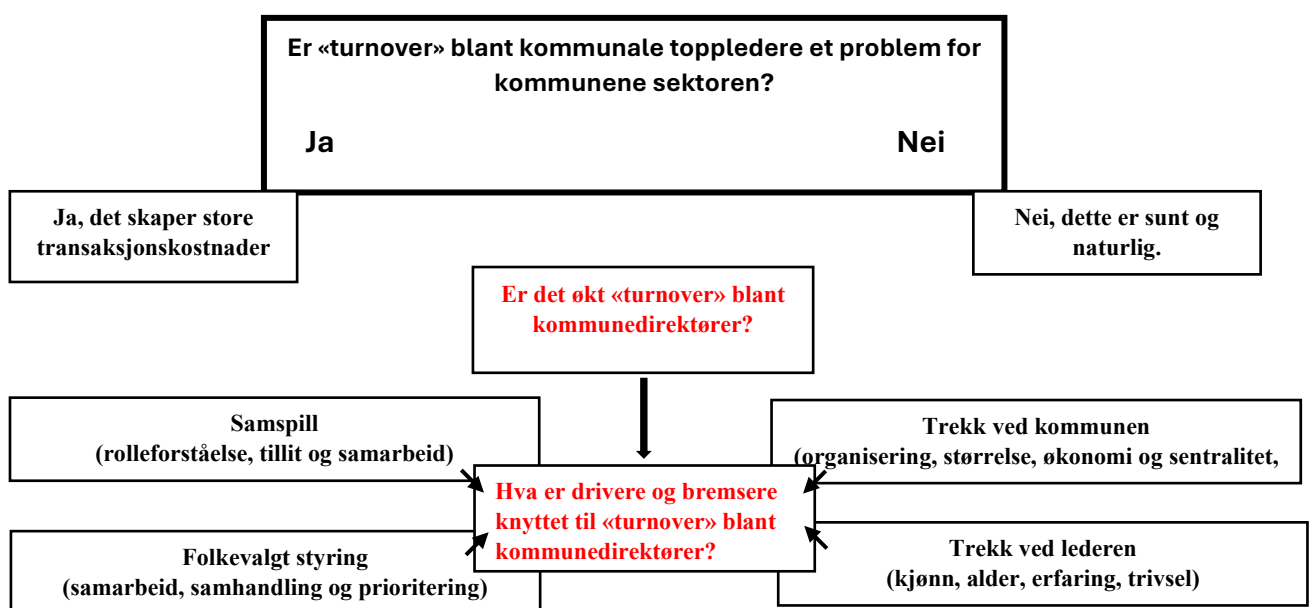 Er «turnover» blant kommunale toppledere et problem for
kommunene sektoren?
Ja
Nei
Ja, det skaper store
transaksjonskostnader
Nei, dette er sunt og
naturlig.
Er det økt «turnover» blant
kommunedirektører?
Samspill
(rolleforståelse, tillit og samarbeid)
Trekk ved kommunen
(organisering, størrelse, økonomi og sentralitet,
Hva er drivere og bremsere
knyttet til «turnover» blant
kommunedirektører?
Folkevalgt styring
(samarbeid, samhandling og prioritering)
Trekk ved lederen
(kjønn, alder, erfaring, trivsel)